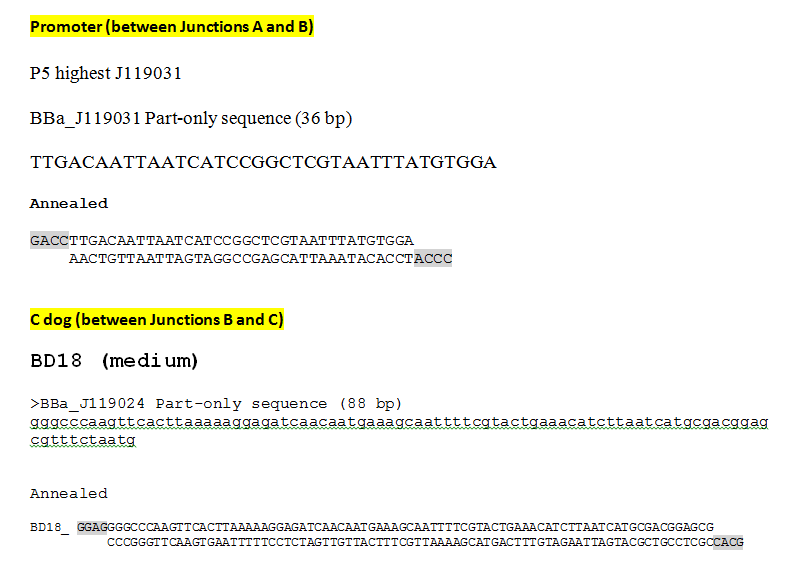 Promoter (between Junctions A and B)
P5 highest J119031
BBa_J119031 Part-only sequence (36 bp)
TTGACAATTAATCATCCGGCTCGTAATTTATGTGGA
Annealed
GACCTTGACAATTAATCATCCGGCTCGTAATTTATGTGGA
AACTGTTAATTAGTAGGCCGAGCATTAAATACACCTACCC
C dog (between Junctions B and C)
BD18 (medium)
>BBa_J119024 Part-only sequence (88 bp)
gggcccaagttcacttaaaaaggagatcaacaatgaaagcaattttcgtactgaaacatcttaatcatgcgacggag
cgtttctaatg
Annealed
BD18_ GGAGGGGCCCAAGTTCACTTAAAAAGGAGATCAACAATGAAAGCAATTTTCGTACTGAAACATCTTAATCATGCGACGGAGCG
CCCGGGTTCAAGTGAATTTTTCCTCTAGTTGTTACTTTCGTTAAAAGCATGACTTTGTAGAATTAGTACGCTGCCTCGCCACG